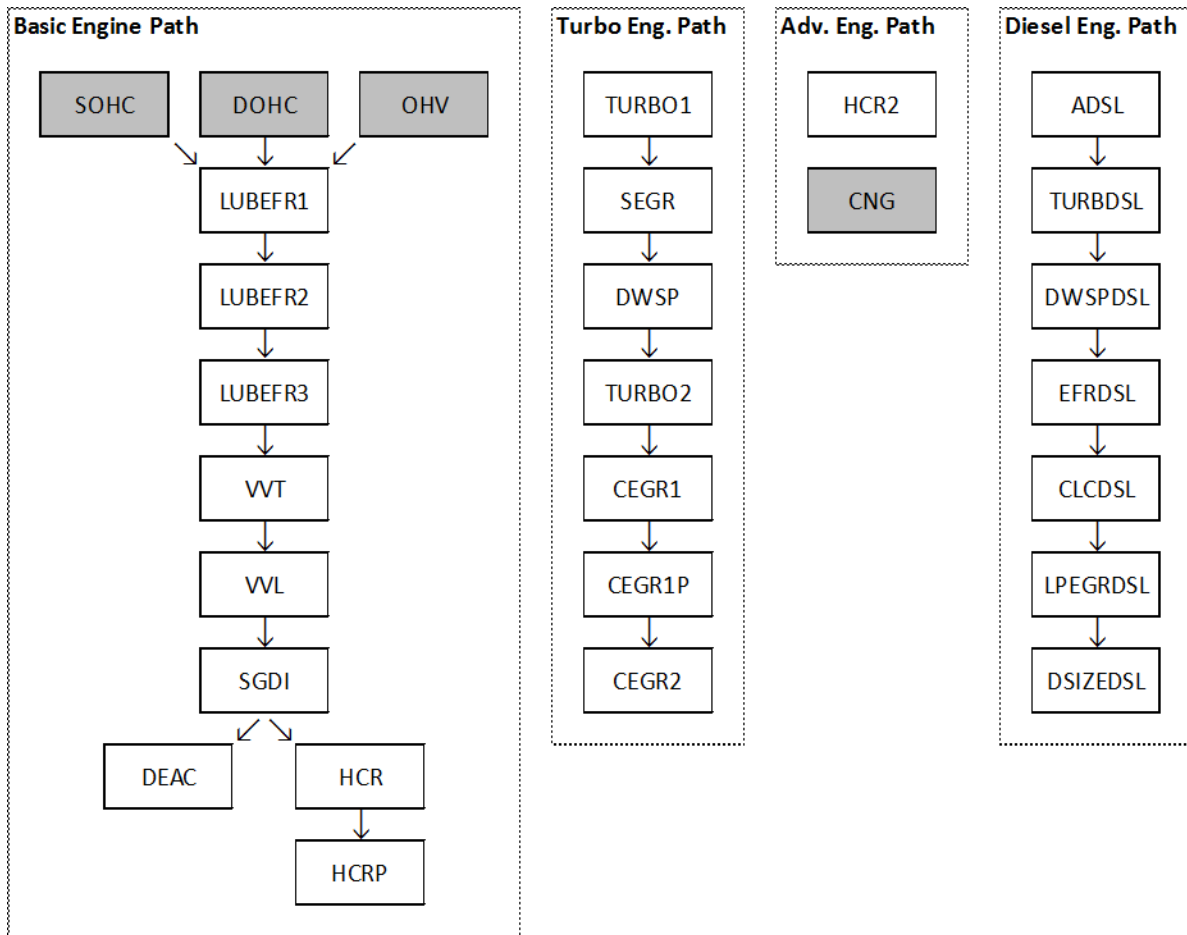 Basic Engine Path
SOHC
DOHC
OHV
LUBEFR1
LUBEFR2
LUBEFR3
VVT
VVL
SGDI
DEAC
HCR
HCRP
Turbo Eng. Path
TURBO1
SEGR
DWSP
TURBO2
CEGR1
CEGR1P
CEGR2
Adv. Eng. Path
HCR2
CNG
Diesel Eng. Path
ADSL
TURBDSL
DWSPDSL
EFRDSL
CLCDSL
LPEGRDSL
DSIZEDSL